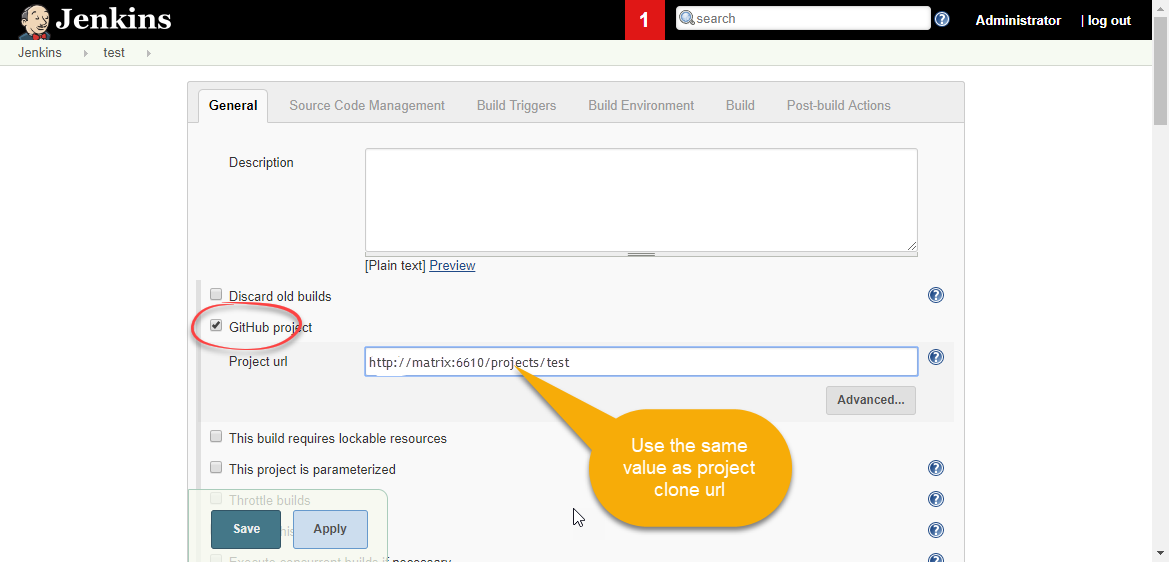 Jenkins
1
search
Administrator | log out
Jenkins test
General Source Code Management Build Triggers Build Environment Build Post-build Actions
Description
[Plain text] Preview
Discard old builds
GitHub project
Project url
http://matrix:6610/projects/test
Advanced...
This build requires lockable resources
This project is parameterized
Throttle builds
Save Apply
Execute concurrent builds if necessary
Use the same
value as project
clone url